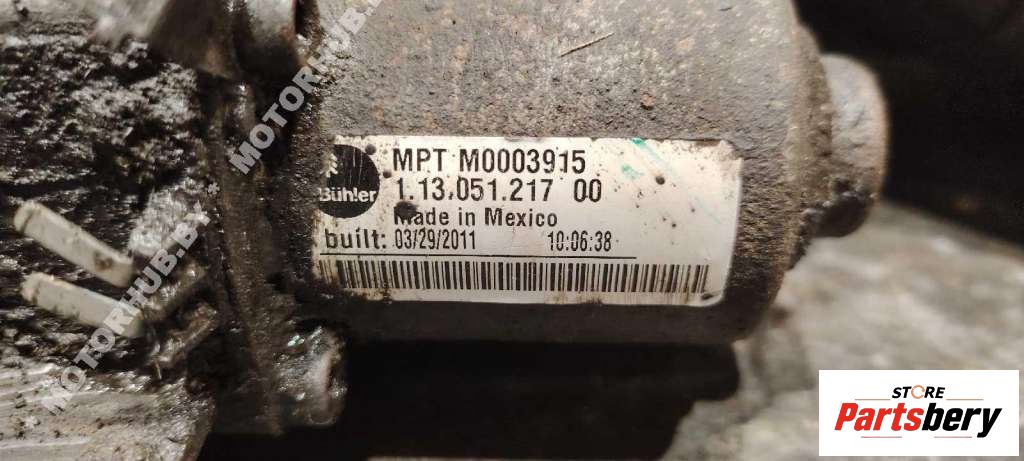 MPT M0003915
1.13.051.217 00
Bühler
Made in Mexico
built: 03/29/2011 10:06:38
MOTORHUB.BY*MOTORHUB.BY*MOTORHUB
STORE
Partsbery